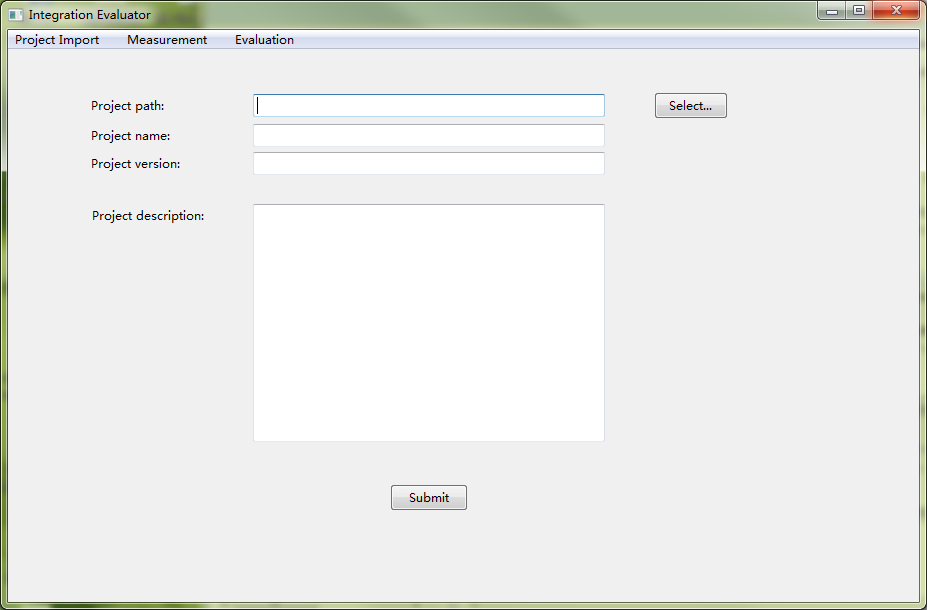 Integration Evaluator
Project Import Measurement Evaluation
Project path: Select...
Project name:
Project version:
Project description:
Submit